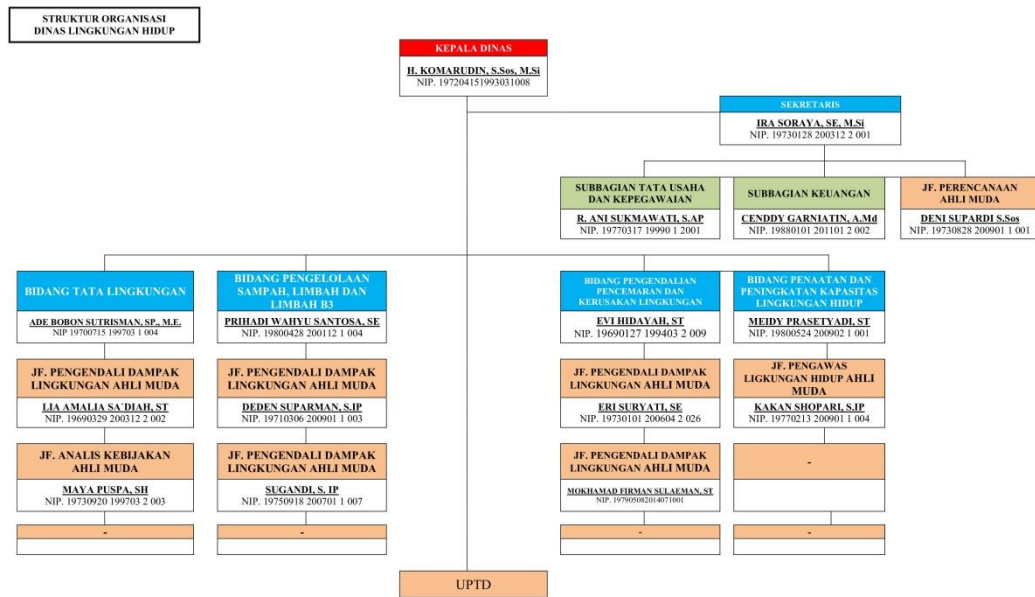 STRUKTUR ORGANISASI
DINAS LINGKUNGAN HIDUP
KEPALA DINAS
H. KOMARUDIN, S.Sos, M.Si
NIP. 197204151993031008
SEKRETARIS
IRA SORAYA, SE, M.Si
NIP. 19730128 200312 2 001
SUBBAGIAN TATA USAHA
DAN KEPEGAWAIAN
R. ANI SUKMAWATI, S.AP
NIP. 19770317 19990 1 2001
SUBBAGIAN KEUANGAN
CENDDY GARNIATIN, A.Md
NIP. 19880101 201101 2 002
JF. PERENCANAAN
AHLI MUDA
DENI SUPARDI S.Sos
NIP. 19730828 200901 1 001
BIDANG TATA LINGKUNGAN
ADE BOBON SUTRISMAN, SP., M.E.
NIP 19700715 199703 1 004
JF. PENGENDALI DAMPAK
LINGKUNGAN AHLI MUDA
LIA AMALIA SA`DIAH, ST
NIP. 19690329 200312 2 002
JF. ANALIS KEBIJAKAN
AHLI MUDA
MAYA PUSPA, SH
NIP. 19730920 199703 2 003
-
BIDANG PENGELOLAAN
SAMPAH, LIMBAH DAN
LIMBAH B3
PRIHADI WAHYU SANTOSA, SE
NIP. 19800428 200112 1 004
JF. PENGENDALI DAMPAK
LINGKUNGAN AHLI MUDA
DEDEN SUPARMAN, S.IP
NIP. 19710306 200901 1 003
JF. PENGENDALI DAMPAK
LINGKUNGAN AHLI MUDA
SUGANDI, S. IP
NIP. 19750918 200701 1 007
-
BIDANG PENGENDALIAN
PENCEMARAN DAN
KERUSAKAN LINGKUNGAN
EVI HIDAYAH, ST
NIP. 19690127 199403 2 009
JF. PENGENDALI DAMPAK
LINGKUNGAN AHLI MUDA
ERI SURYATI, SE
NIP. 19730101 200604 2 026
JF. PENGENDALI DAMPAK
LINGKUNGAN AHLI MUDA
MOKHAMAD FIRMAN SULAEMAN, ST
NIP. 197905082014071001
-
BIDANG PENAATAN DAN
PENINGKATAN KAPASITAS
LINGKUNGAN HIDUP
MEIDY PRASETYADI, ST
NIP. 19800524 200902 1 001
JF. PENGAWAS
LIGKUNGAN HIDUP AHLI
MUDA
KAKAN SHOPARI, S.IP
NIP. 19770213 200901 1 004
-
-
UPTD